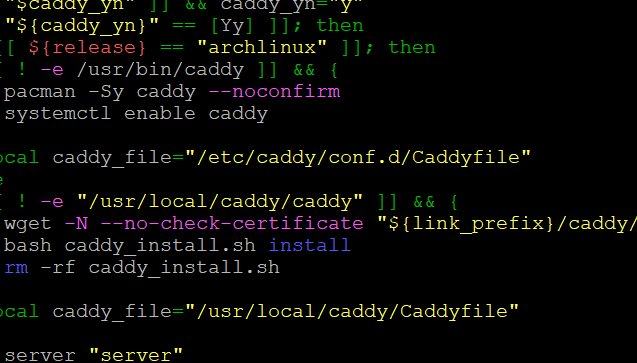 "$caddy_yn" ]] && caddy_yn="y"
"${caddy_yn}" == [Yy] ]]; then
[[ ${release} == "archlinux" ]]; then
[ ! -e /usr/bin/caddy ]] && {
pacman -Sy caddy --noconfirm
systemctl enable caddy
ocal caddy_file="/etc/caddy/conf.d/Caddyfile"
e
[ ! -e "/usr/local/caddy/caddy" ]] && {
wget -N --no-check-certificate "${link_prefix}/caddy/
bash caddy_install.sh install
rm -rf caddy_install.sh
ocal caddy_file="/usr/local/caddy/Caddyfile"
server "server"